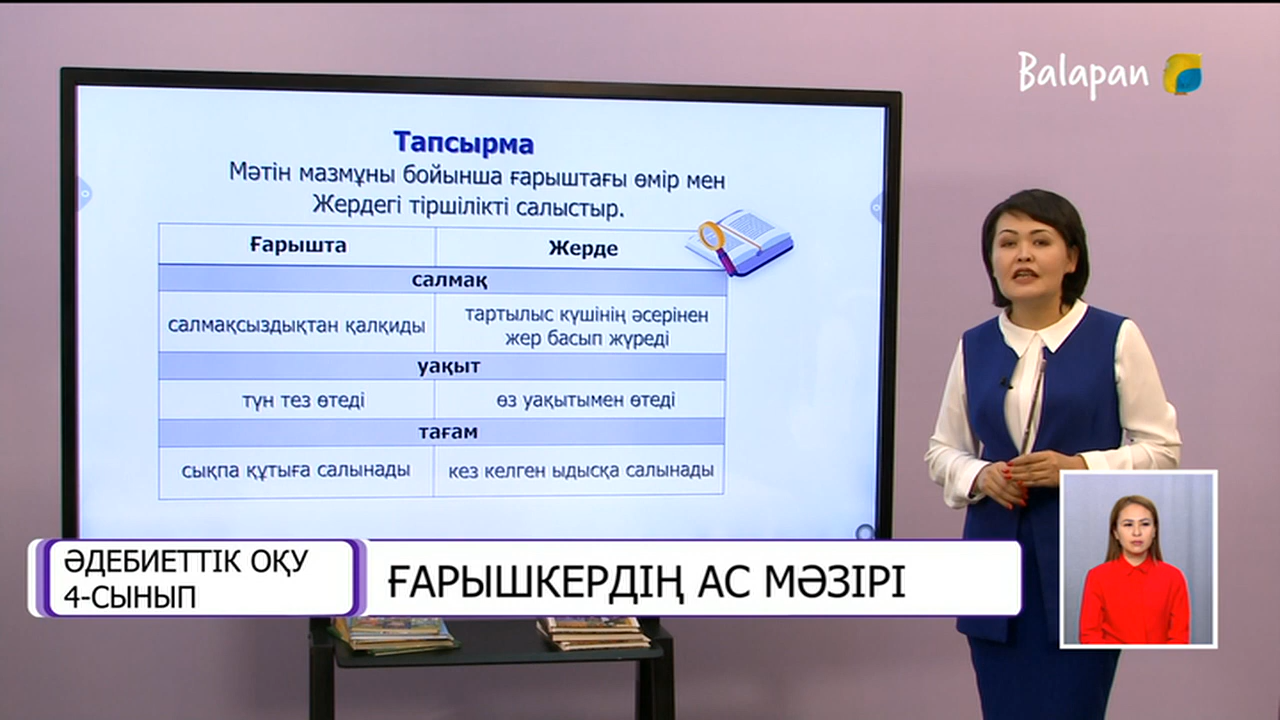 Balapan
Тапсырма
Мәтін мазмұны бойынша ғарыштағы өмір мен
Жердегі тіршілікті салыстыр.
Ғарышта
Жерде
салмақ
салмақсыздықтан қалқиды
тартылыс күшінің әсерінен
жер басып жүреді
уақыт
түн тез өтеді
өз уақытымен өтеді
тағам
сықпа құтыға салынады
кез келген ыдысқа салынады
ӘДЕБИЕТТІК ОҚУ
4-СЫНЫП
ҒАРЫШКЕРДІҢ АС МӘЗІРІ